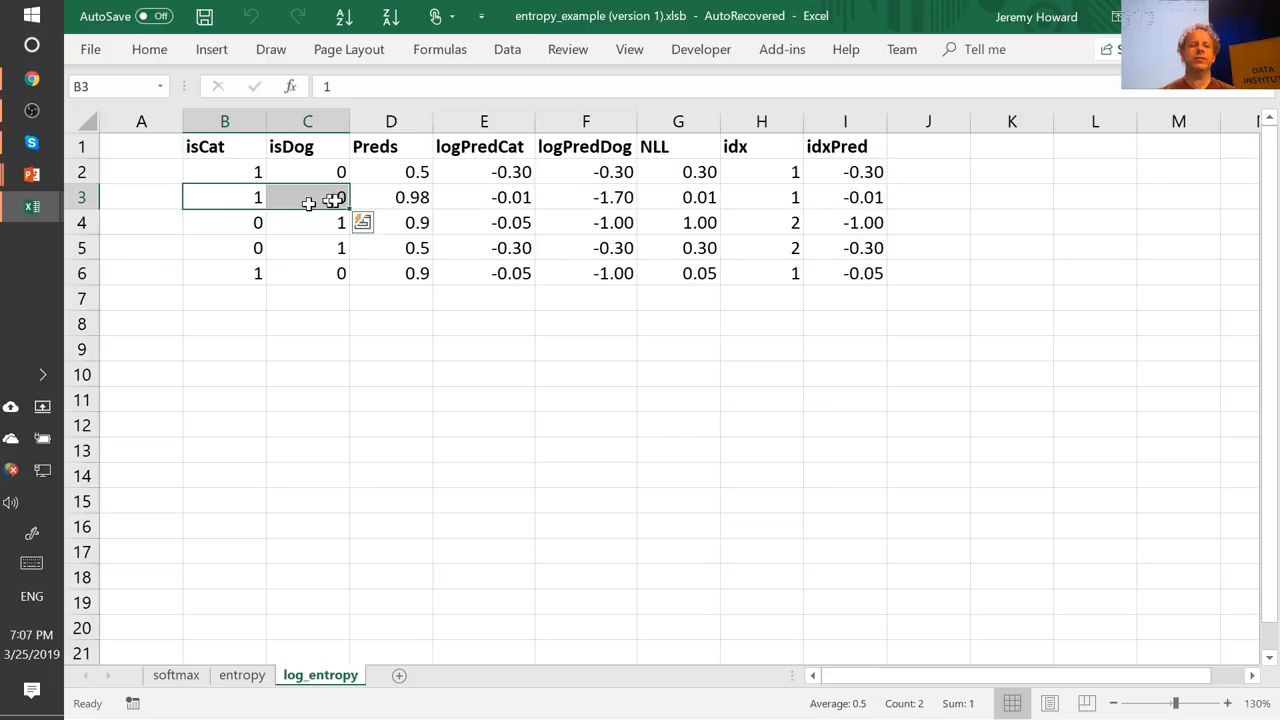 AutoSave Off entropy_example (version 1).xlsb - AutoRecovered - Excel Jeremy Howard
File Home Insert Draw Page Layout Formulas Data Review View Developer Add-ins Help Team Tell me
DATA
B3 fx 1
A B C D E F G H I J K L M
1 isCat isDog Preds logPredCat logPredDog NLL idx idxPred
2 1 0 0.5 -0.30 -0.30 0.30 1 -0.30
3 1 0 0.98 -0.01 -1.70 0.01 1 -0.01
4 0 1 0.9 -0.05 -1.00 1.00 2 -1.00
5 0 1 0.5 -0.30 -0.30 0.30 2 -0.30
6 1 0 0.9 -0.05 -1.00 0.05 1 -0.05
7
8
9
10
11
12
13
14
15
16
17
18
19
20
21
ENG
7:07 PM
3/25/2019
softmax entropy log_entropy
Ready Average: 0.5 Count: 2 Sum: 1 130%